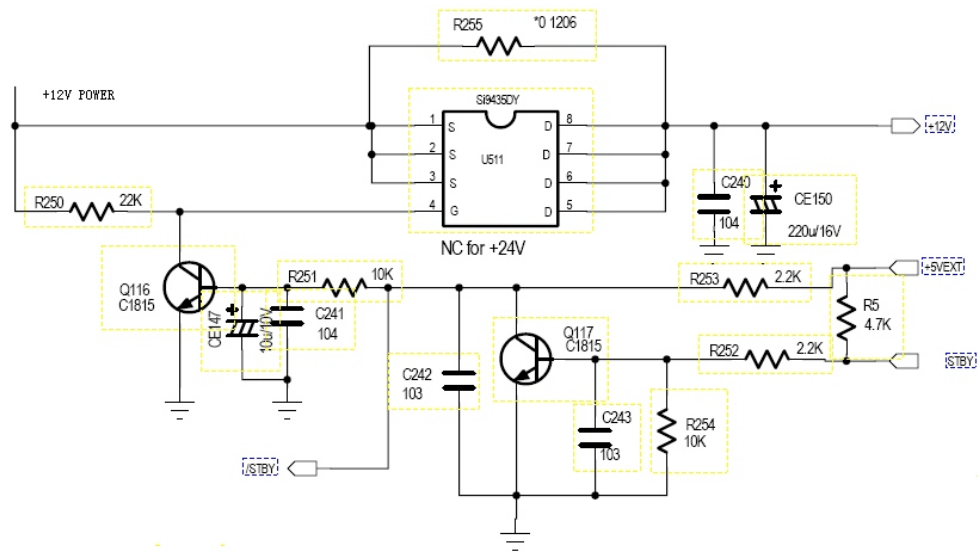 R255 *0 1206
+12V POWER
Si9435DY
1 S D 8
+12V
2 S U511 D 7
3 S D 6
R250 22K
4 G D 5
C240
104
CE150
220u/16V
NC for +24V
+5VEXT
Q116
C1815
R251 10K
R253 2.2K
CE147
10u/10V
C241
104
R5
4.7K
Q117
C1815
R252 2.2K
STBY
C242
103
C243
103
R254
10K
/STBY